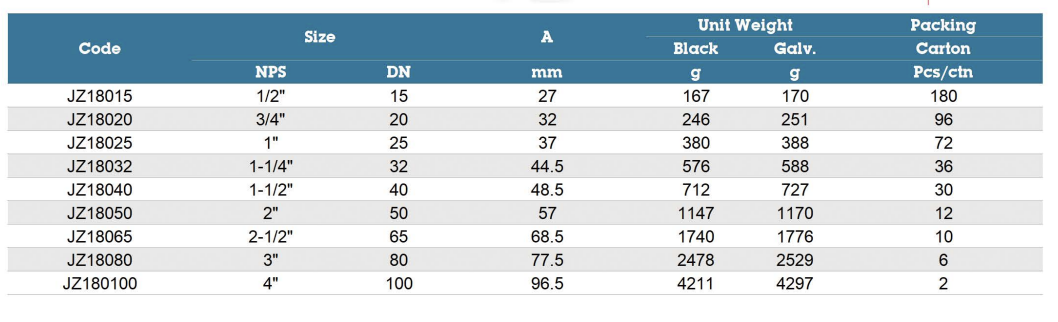 Code Size A Unit Weight Packing
Black Galv. Carton
NPS DN mm g g Pcs/ctn
JZ18015 1/2" 15 27 167 170 180
JZ18020 3/4" 20 32 246 251 96
JZ18025 1" 25 37 380 388 72
JZ18032 1-1/4" 32 44.5 576 588 36
JZ18040 1-1/2" 40 48.5 712 727 30
JZ18050 2" 50 57 1147 1170 12
JZ18065 2-1/2" 65 68.5 1740 1776 10
JZ18080 3" 80 77.5 2478 2529 6
JZ180100 4" 100 96.5 4211 4297 2